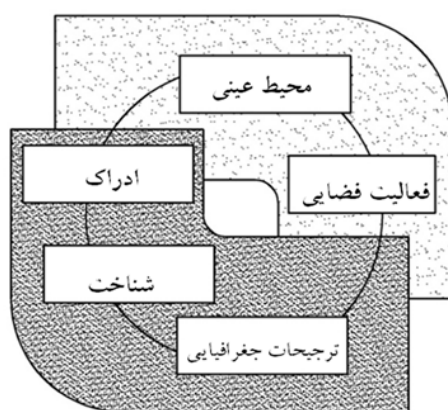 محیط عینی
ادراک
فعالیت فضایی
شناخت
ترجیحات جغرافیایی